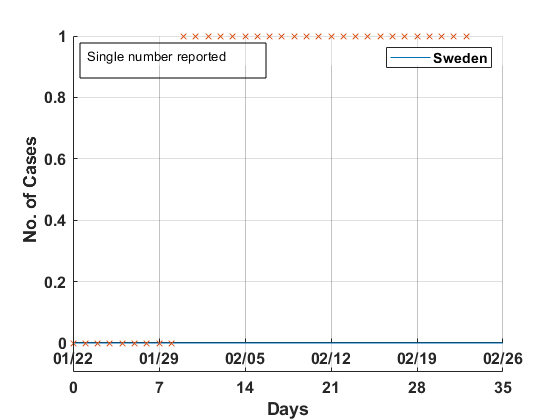 Single number reported
Sweden
No. of Cases
1
0.8
0.6
0.4
0.2
0
01/22 01/29 02/05 02/12 02/19 02/26
0 7 14 21 28 35
Days